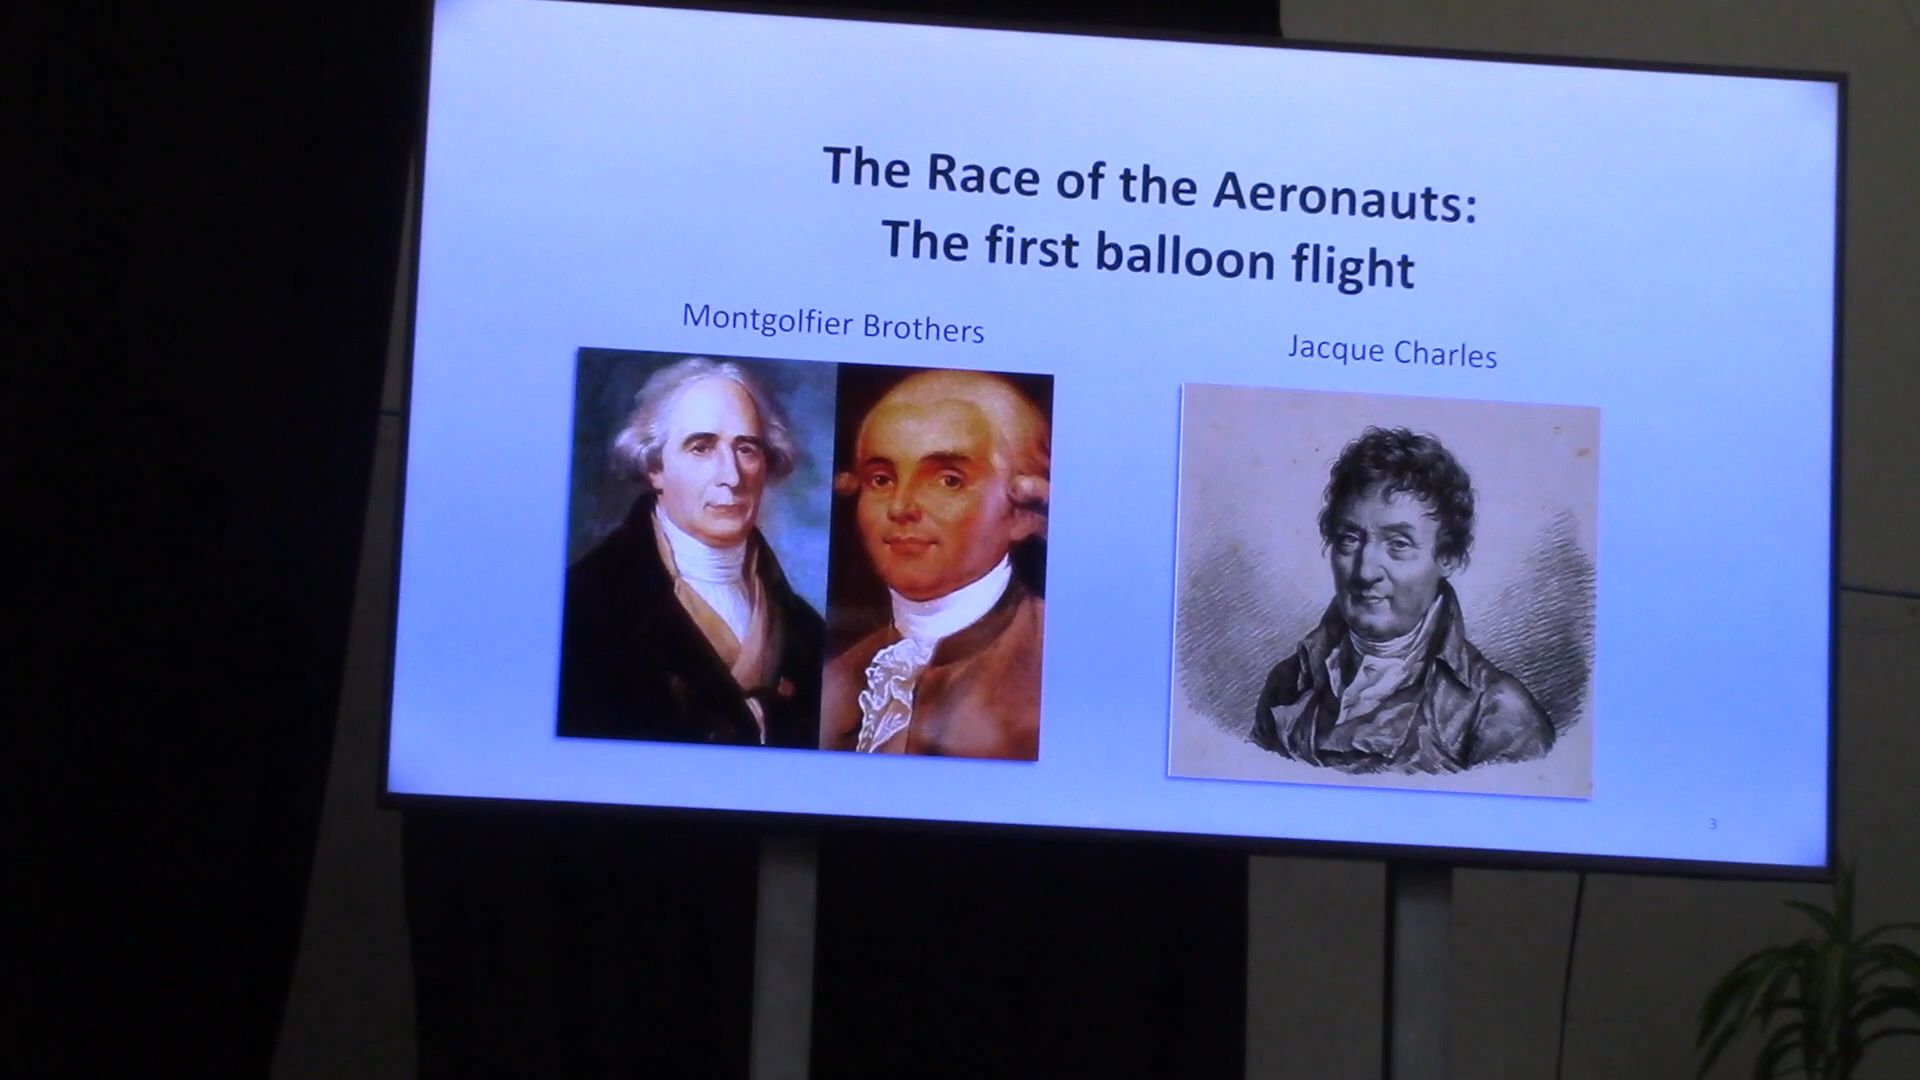 The Race of the Aeronauts:
The first balloon flight
Montgolfier Brothers
Jacque Charles
3